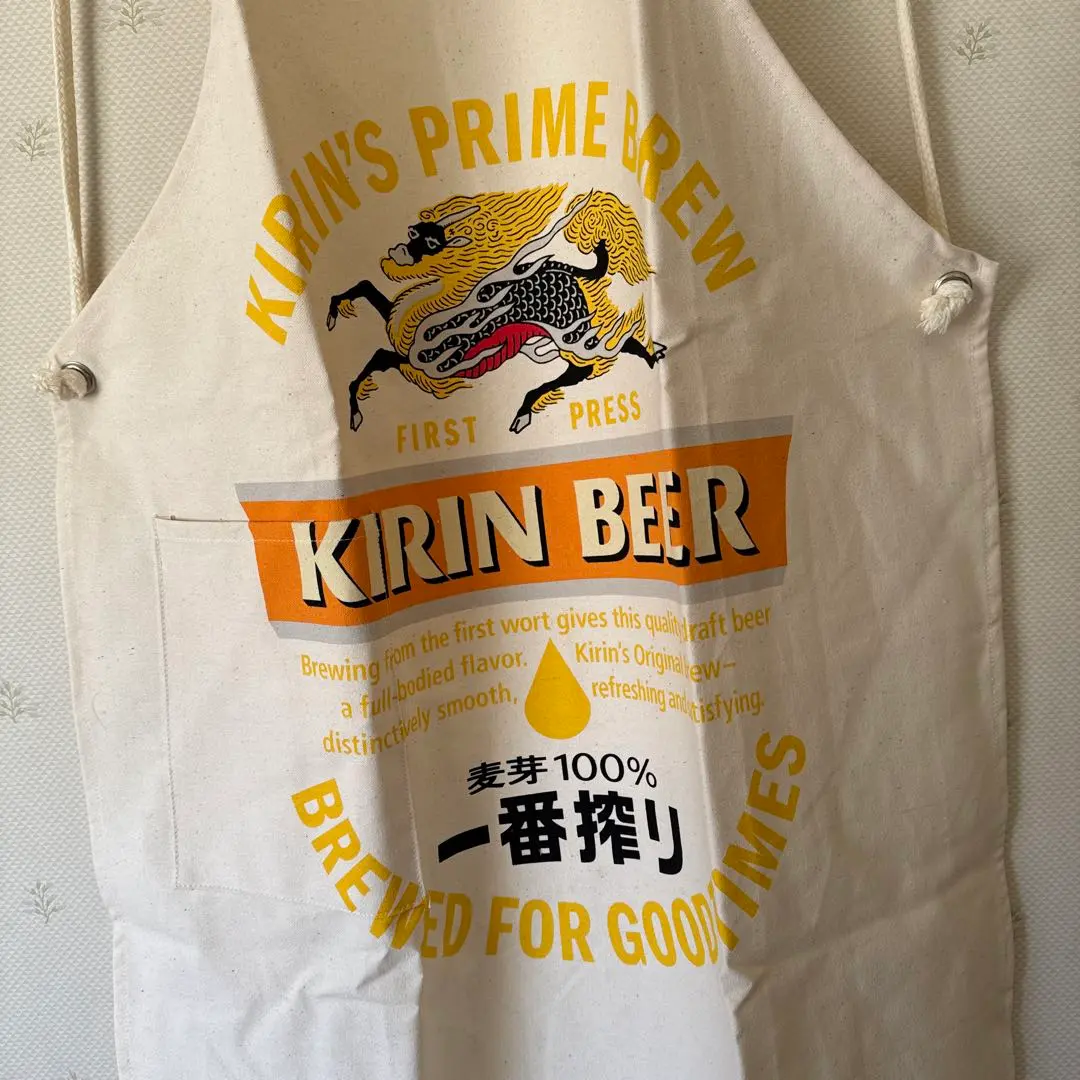 KIRIN'S PRIME BREW
FIRST PRESS
KIRIN BEER
Brewing from the first wort gives this quality draft beer
a full-bodied flavor. Kirin's Original Brew—
distinctively smooth, refreshing and satisfying.
麦芽100%
一番搾り
BREWED FOR GOOD TIMES